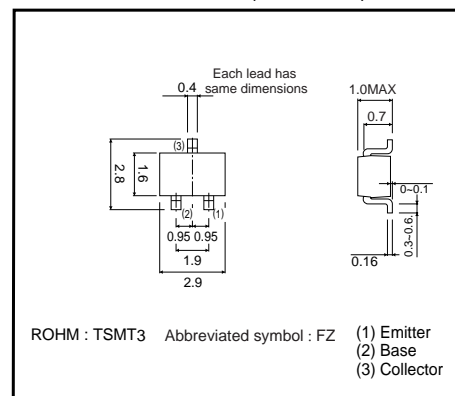 Each lead has
same dimensions
0.4
(3)
2.8
1.6
(2)
(1)
0.95
0.95
1.9
2.9
1.0MAX
0.7
0~0.1
0.3~0.6
0.16
ROHM : TSMT3
Abbreviated symbol : FZ
(1) Emitter
(2) Base
(3) Collector